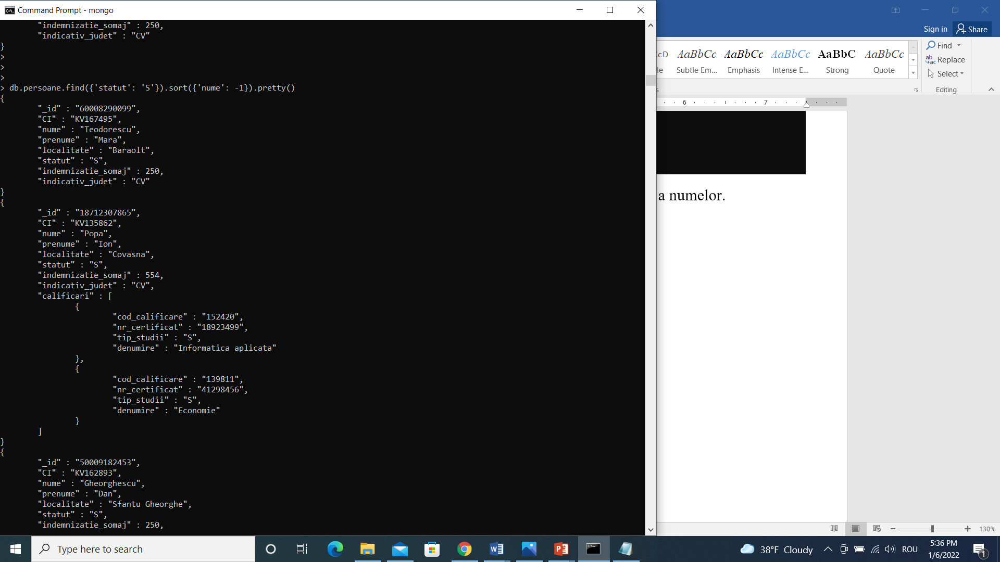 Command Prompt - mongo
"indemnizatie_somaj" : 250,
"indicativ_judet" : "CV"
}
>
>
>
> db.persoane.find({'statut': 'S'}).sort({'nume': -1}).pretty()
{
"_id" : "60008290099",
"CI" : "KV167495",
"nume" : "Teodorescu",
"prenume" : "Mara",
"localitate" : "Baraolt",
"statut" : "S",
"indemnizatie_somaj" : 250,
"indicativ_judet" : "CV"
}
{
"_id" : "18712307865",
"CI" : "KV135862",
"nume" : "Popa",
"prenume" : "Ion",
"localitate" : "Covasna",
"statut" : "S",
"indemnizatie_somaj" : 554,
"indicativ_judet" : "CV",
"calificari" : [
{
"cod_calificare" : "152420",
"nr_certificat" : "18923499",
"tip_studii" : "S",
"denumire" : "Informatica aplicata"
},
{
"cod_calificare" : "139811",
"nr_certificat" : "41298456",
"tip_studii" : "S",
"denumire" : "Economie"
}
]
}
{
"_id" : "50009182453",
"CI" : "KV162893",
"nume" : "Gheorghescu",
"prenume" : "Dan",
"localitate" : "Sfantu Gheorghe",
"statut" : "S",
"indemnizatie_somaj" : 250,
Sign in Share
CcD AaBbCc AaBbCc AaBbCc AaBbC AaBbCc
le Subtle Em... Emphasis Intense E... Strong Quote
s
Find
Replace
Select
Editing
6 7
a numelor.
130%
Type here to search
38°F Cloudy
ROU
5:36 PM
1/6/2022
1